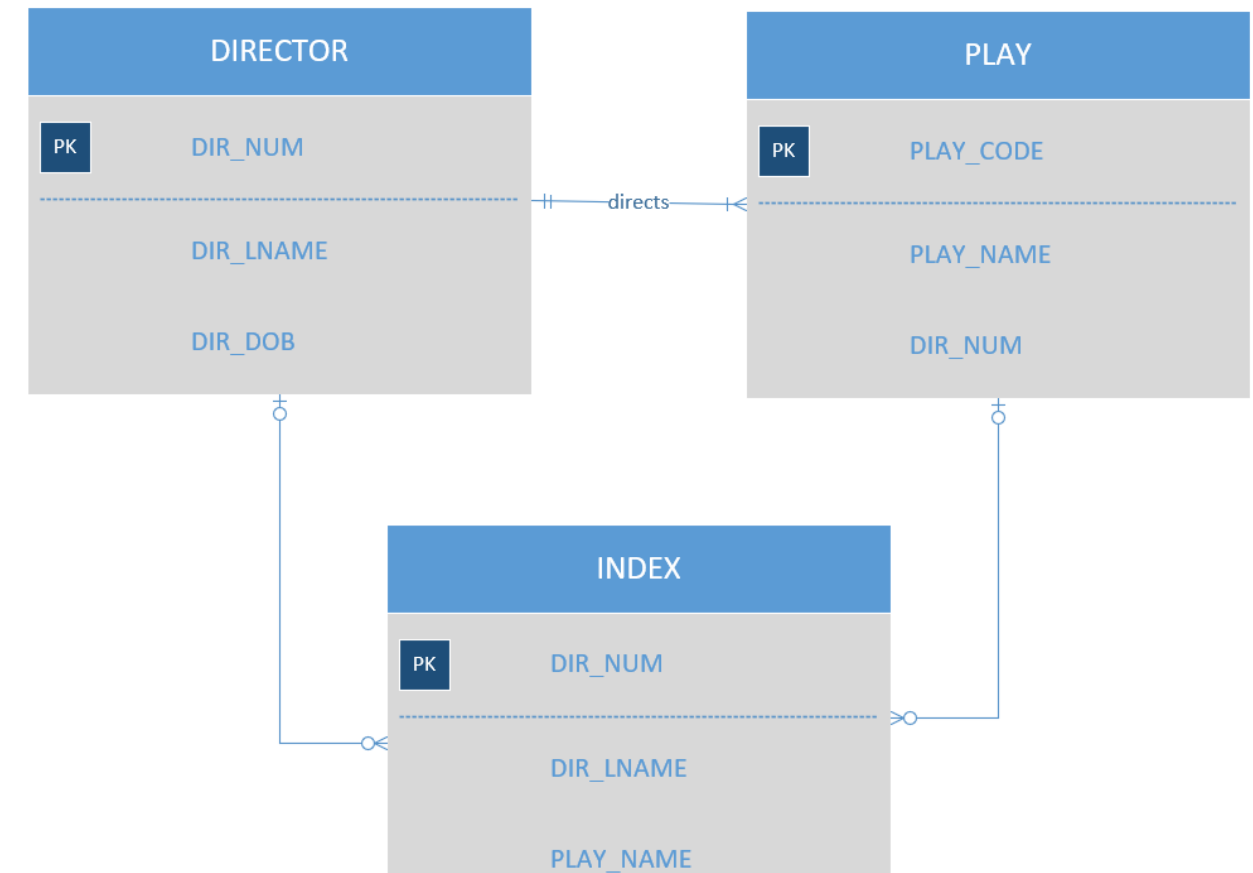 DIRECTOR
PK DIR_NUM
DIR_LNAME
DIR_DOB
directs
PLAY
PK PLAY_CODE
PLAY_NAME
DIR_NUM
INDEX
PK DIR_NUM
DIR_LNAME
PLAY_NAME